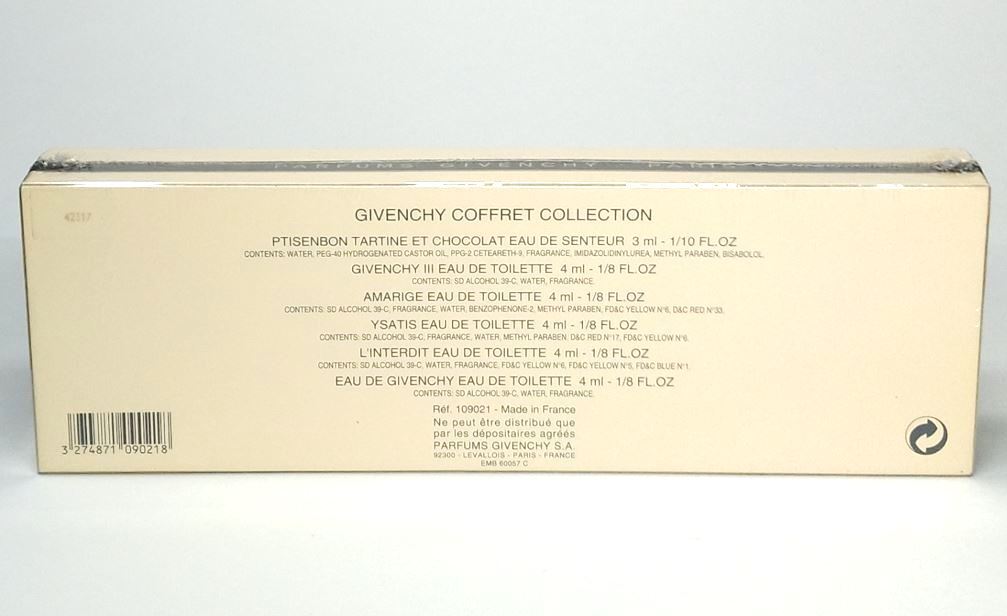 PARFUMS GIVENCHY PARIS
42117
GIVENCHY COFFRET COLLECTION
PTISENBON TARTINE ET CHOCOLAT EAU DE SENTEUR 3 ml - 1/10 FL.OZ
CONTENTS: WATER, PEG-40 HYDROGENATED CASTOR OIL, PPG-2 CETEARETH-9, FRAGRANCE, IMIDAZOLIDINYLUREA, METHYL PARABEN, BISABOLOL.
GIVENCHY III EAU DE TOILETTE 4 ml - 1/8 FL.OZ
CONTENTS: SD ALCOHOL 39-C, WATER, FRAGRANCE.
AMARIGE EAU DE TOILETTE 4 ml - 1/8 FL.OZ
CONTENTS: SD ALCOHOL 39-C, FRAGRANCE, WATER, BENZOPHENONE-2, METHYL PARABEN, FD&C YELLOW N°6, D&C RED N°33.
YSATIS EAU DE TOILETTE 4 ml - 1/8 FL.OZ
CONTENTS: SD ALCOHOL 39-C, FRAGRANCE, WATER, METHYL PARABEN. D&C RED N°17, FD&C YELLOW N°6.
L'INTERDIT EAU DE TOILETTE 4 ml - 1/8 FL.OZ
CONTENTS: SD ALCOHOL 39-C, WATER, FRAGRANCE, FD&C YELLOW N°6, FD&C YELLOW N°5, FD&C BLUE N°1.
EAU DE GIVENCHY EAU DE TOILETTE 4 ml - 1/8 FL.OZ
CONTENTS: SD ALCOHOL 39-C, WATER, FRAGRANCE.
Réf. 109021 - Made in France
Ne peut être distribué que
par les dépositaires agréés
PARFUMS GIVENCHY S.A.
92300 - LEVALLOIS - PARIS - FRANCE
EMB 60057 C
3 274871 090218